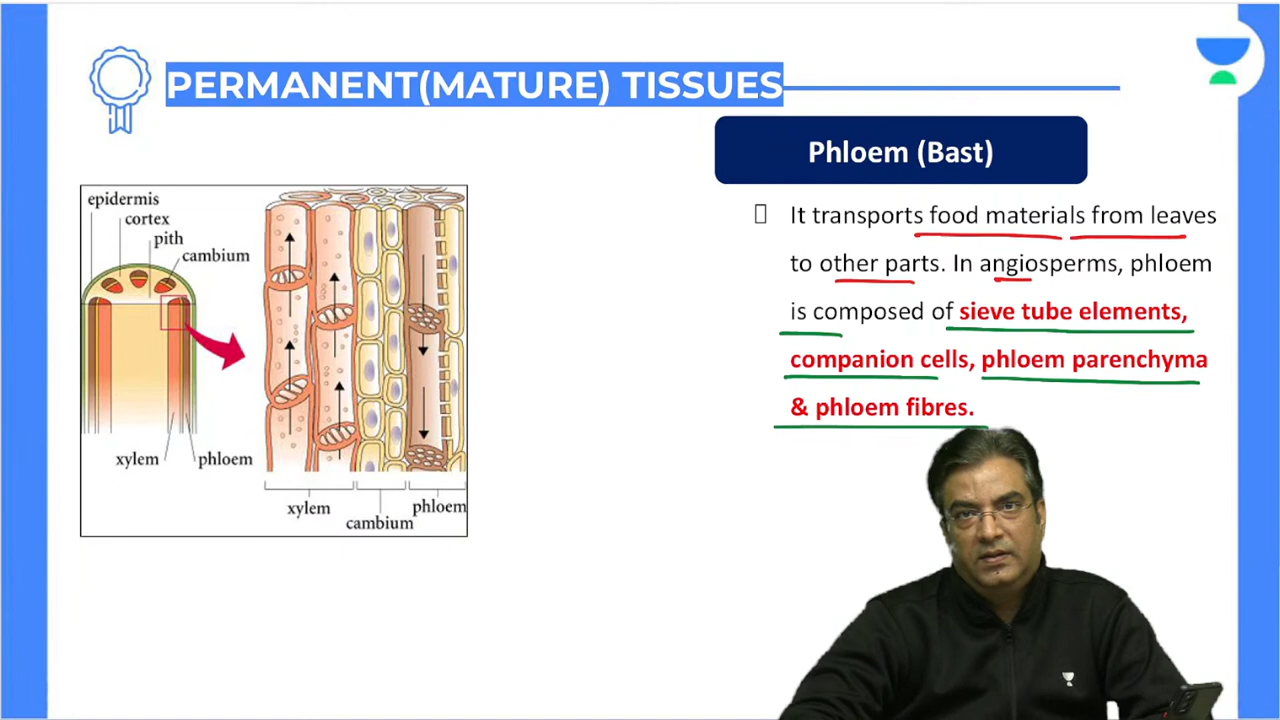 PERMANENT(MATURE) TISSUES
Phloem (Bast)
It transports food materials from leaves
to other parts. In angiosperms, phloem
is composed of sieve tube elements,
companion cells, phloem parenchyma
& phloem fibres.
epidmis
cortex
pith
cambium
xylem
phloem
xylem
cambium
phloem